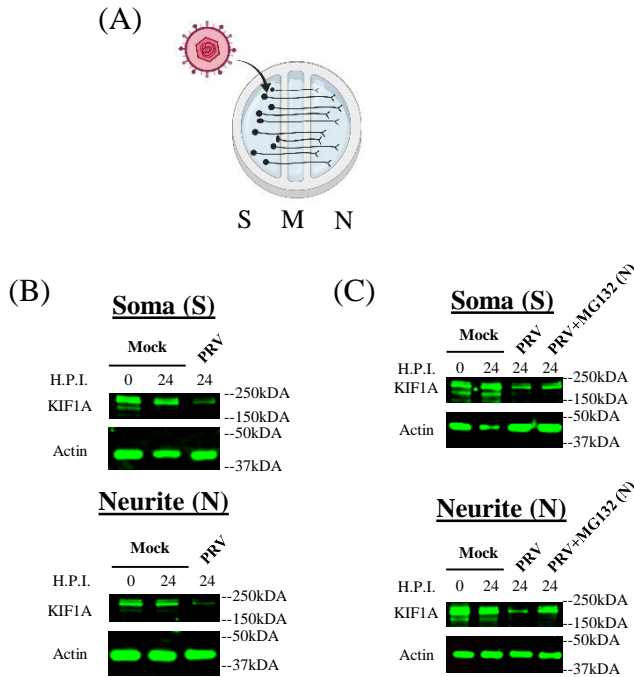 (A)
S M N
(B)
Soma (S)
Mock PRV
H.P.I. 0 24 24
KIF1A
--250kDA
--150kDA
Actin
--50kDA
--37kDA
Neurite (N)
Mock PRV
H.P.I. 0 24 24
KIF1A
--250kDA
--150kDA
Actin
--50kDA
--37kDA
(C)
Soma (S)
Mock PRV PRV+MG132 (N)
H.P.I. 0 24 24 24
KIF1A
--250kDA
--150kDA
Actin
--50kDA
--37kDA
Neurite (N)
Mock PRV PRV+MG132 (N)
H.P.I. 0 24 24 24
KIF1A
--250kDA
--150kDA
Actin
--50kDA
--37kDA